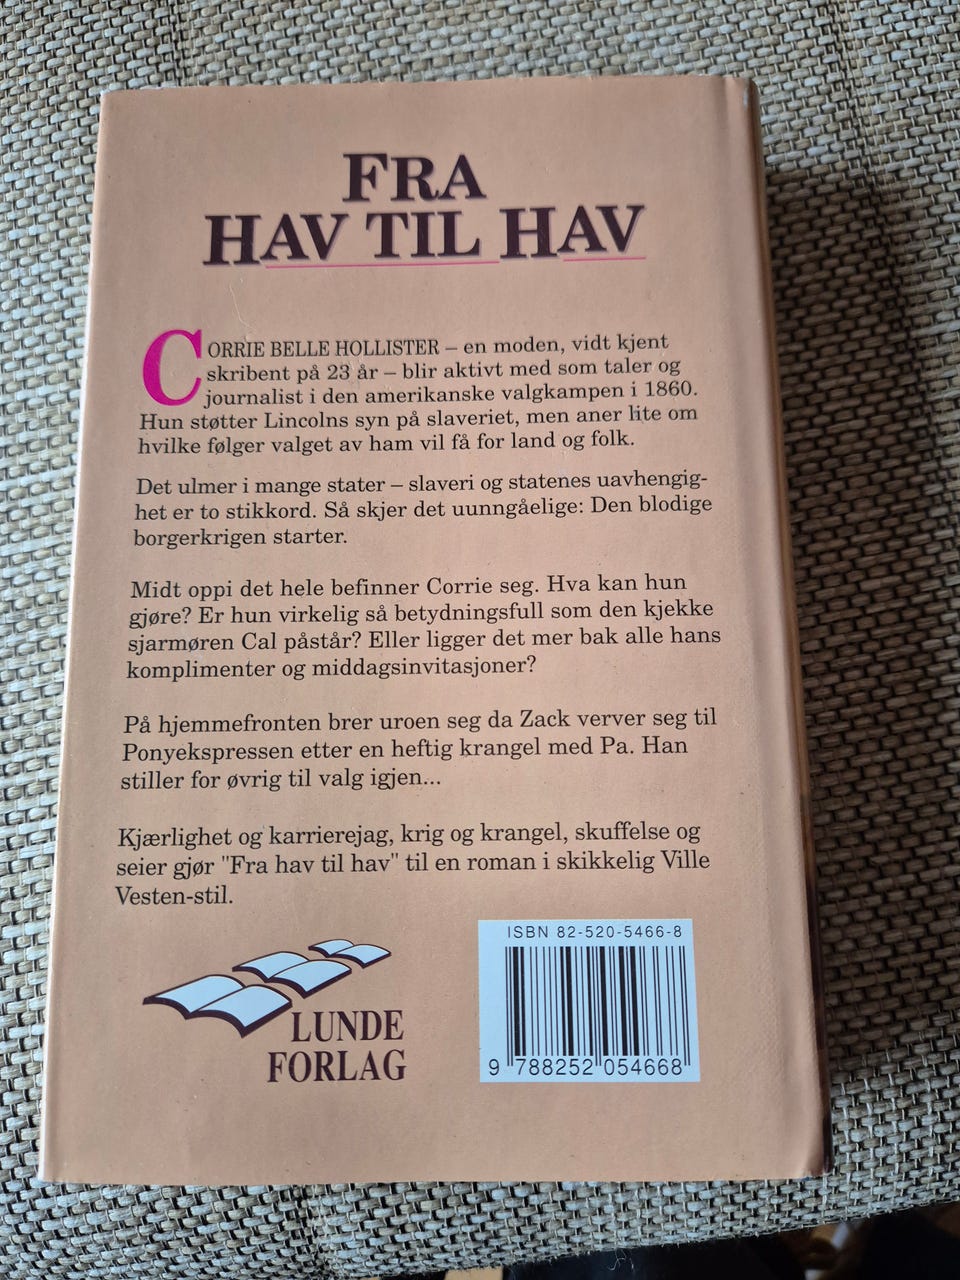 FRA
HAV TIL HAV
CORRIE BELLE HOLLISTER – en moden, vidt kjent
skribent på 23 år – blir aktivt med som taler og
journalist i den amerikanske valgkampen i 1860.
Hun støtter Lincolns syn på slaveriet, men aner lite om
hvilke følger valget av ham vil få for land og folk.
Det ulmer i mange stater – slaveri og statenes uavhengig-
het er to stikkord. Så skjer det uunngåelige: Den blodige
borgerkrigen starter.
Midt oppi det hele befinner Corrie seg. Hva kan hun
gjøre? Er hun virkelig så betydningsfull som den kjekke
sjarmøren Cal påstår? Eller ligger det mer bak alle hans
komplimenter og middagsinvitasjoner?
På hjemmefronten brer uroen seg da Zack verver seg til
Ponyekspressen etter en heftig krangel med Pa. Han
stiller for øvrig til valg igjen...
Kjærlighet og karrierejag, krig og krangel, skuffelse og
seier gjør "Fra hav til hav" til en roman i skikkelig Ville
Vesten-stil.
LUNDE
FORLAG
ISBN 82-520-5466-8
9 788252 054668